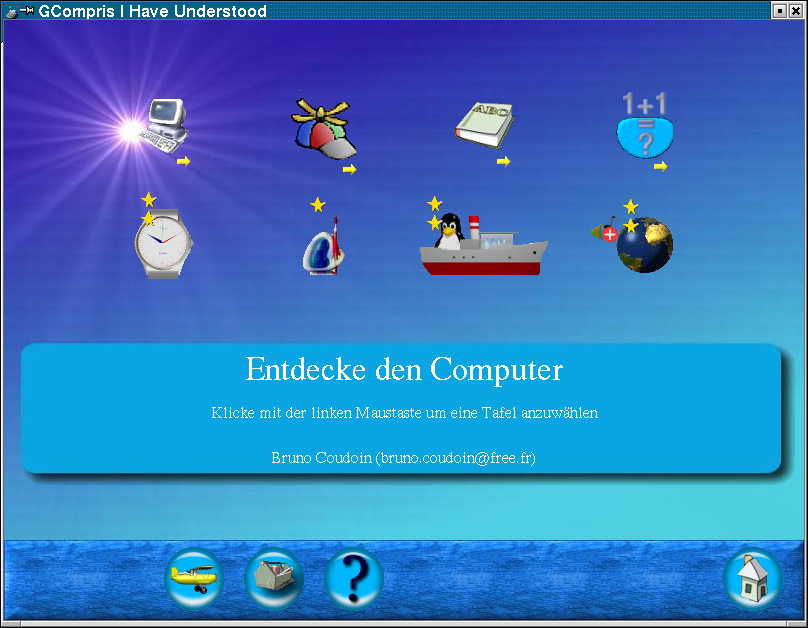 GCompris I Have Understood
ABC
1+1
=
?
Entdecke den Computer
Klicke mit der linken Maustaste um eine Tafel anzuwählen
Bruno Coudoin (bruno.coudoin@free.fr)
?